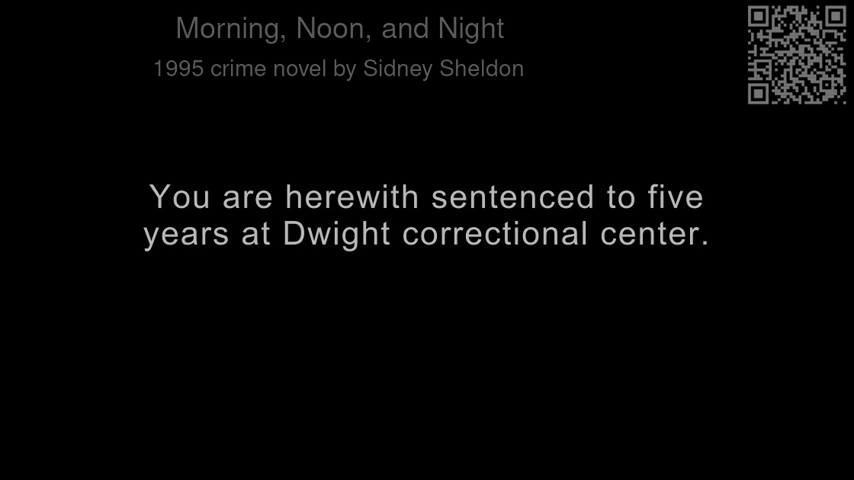 Morning, Noon, and Night
1995 crime novel by Sidney Sheldon
You are herewith sentenced to five
years at Dwight correctional center.